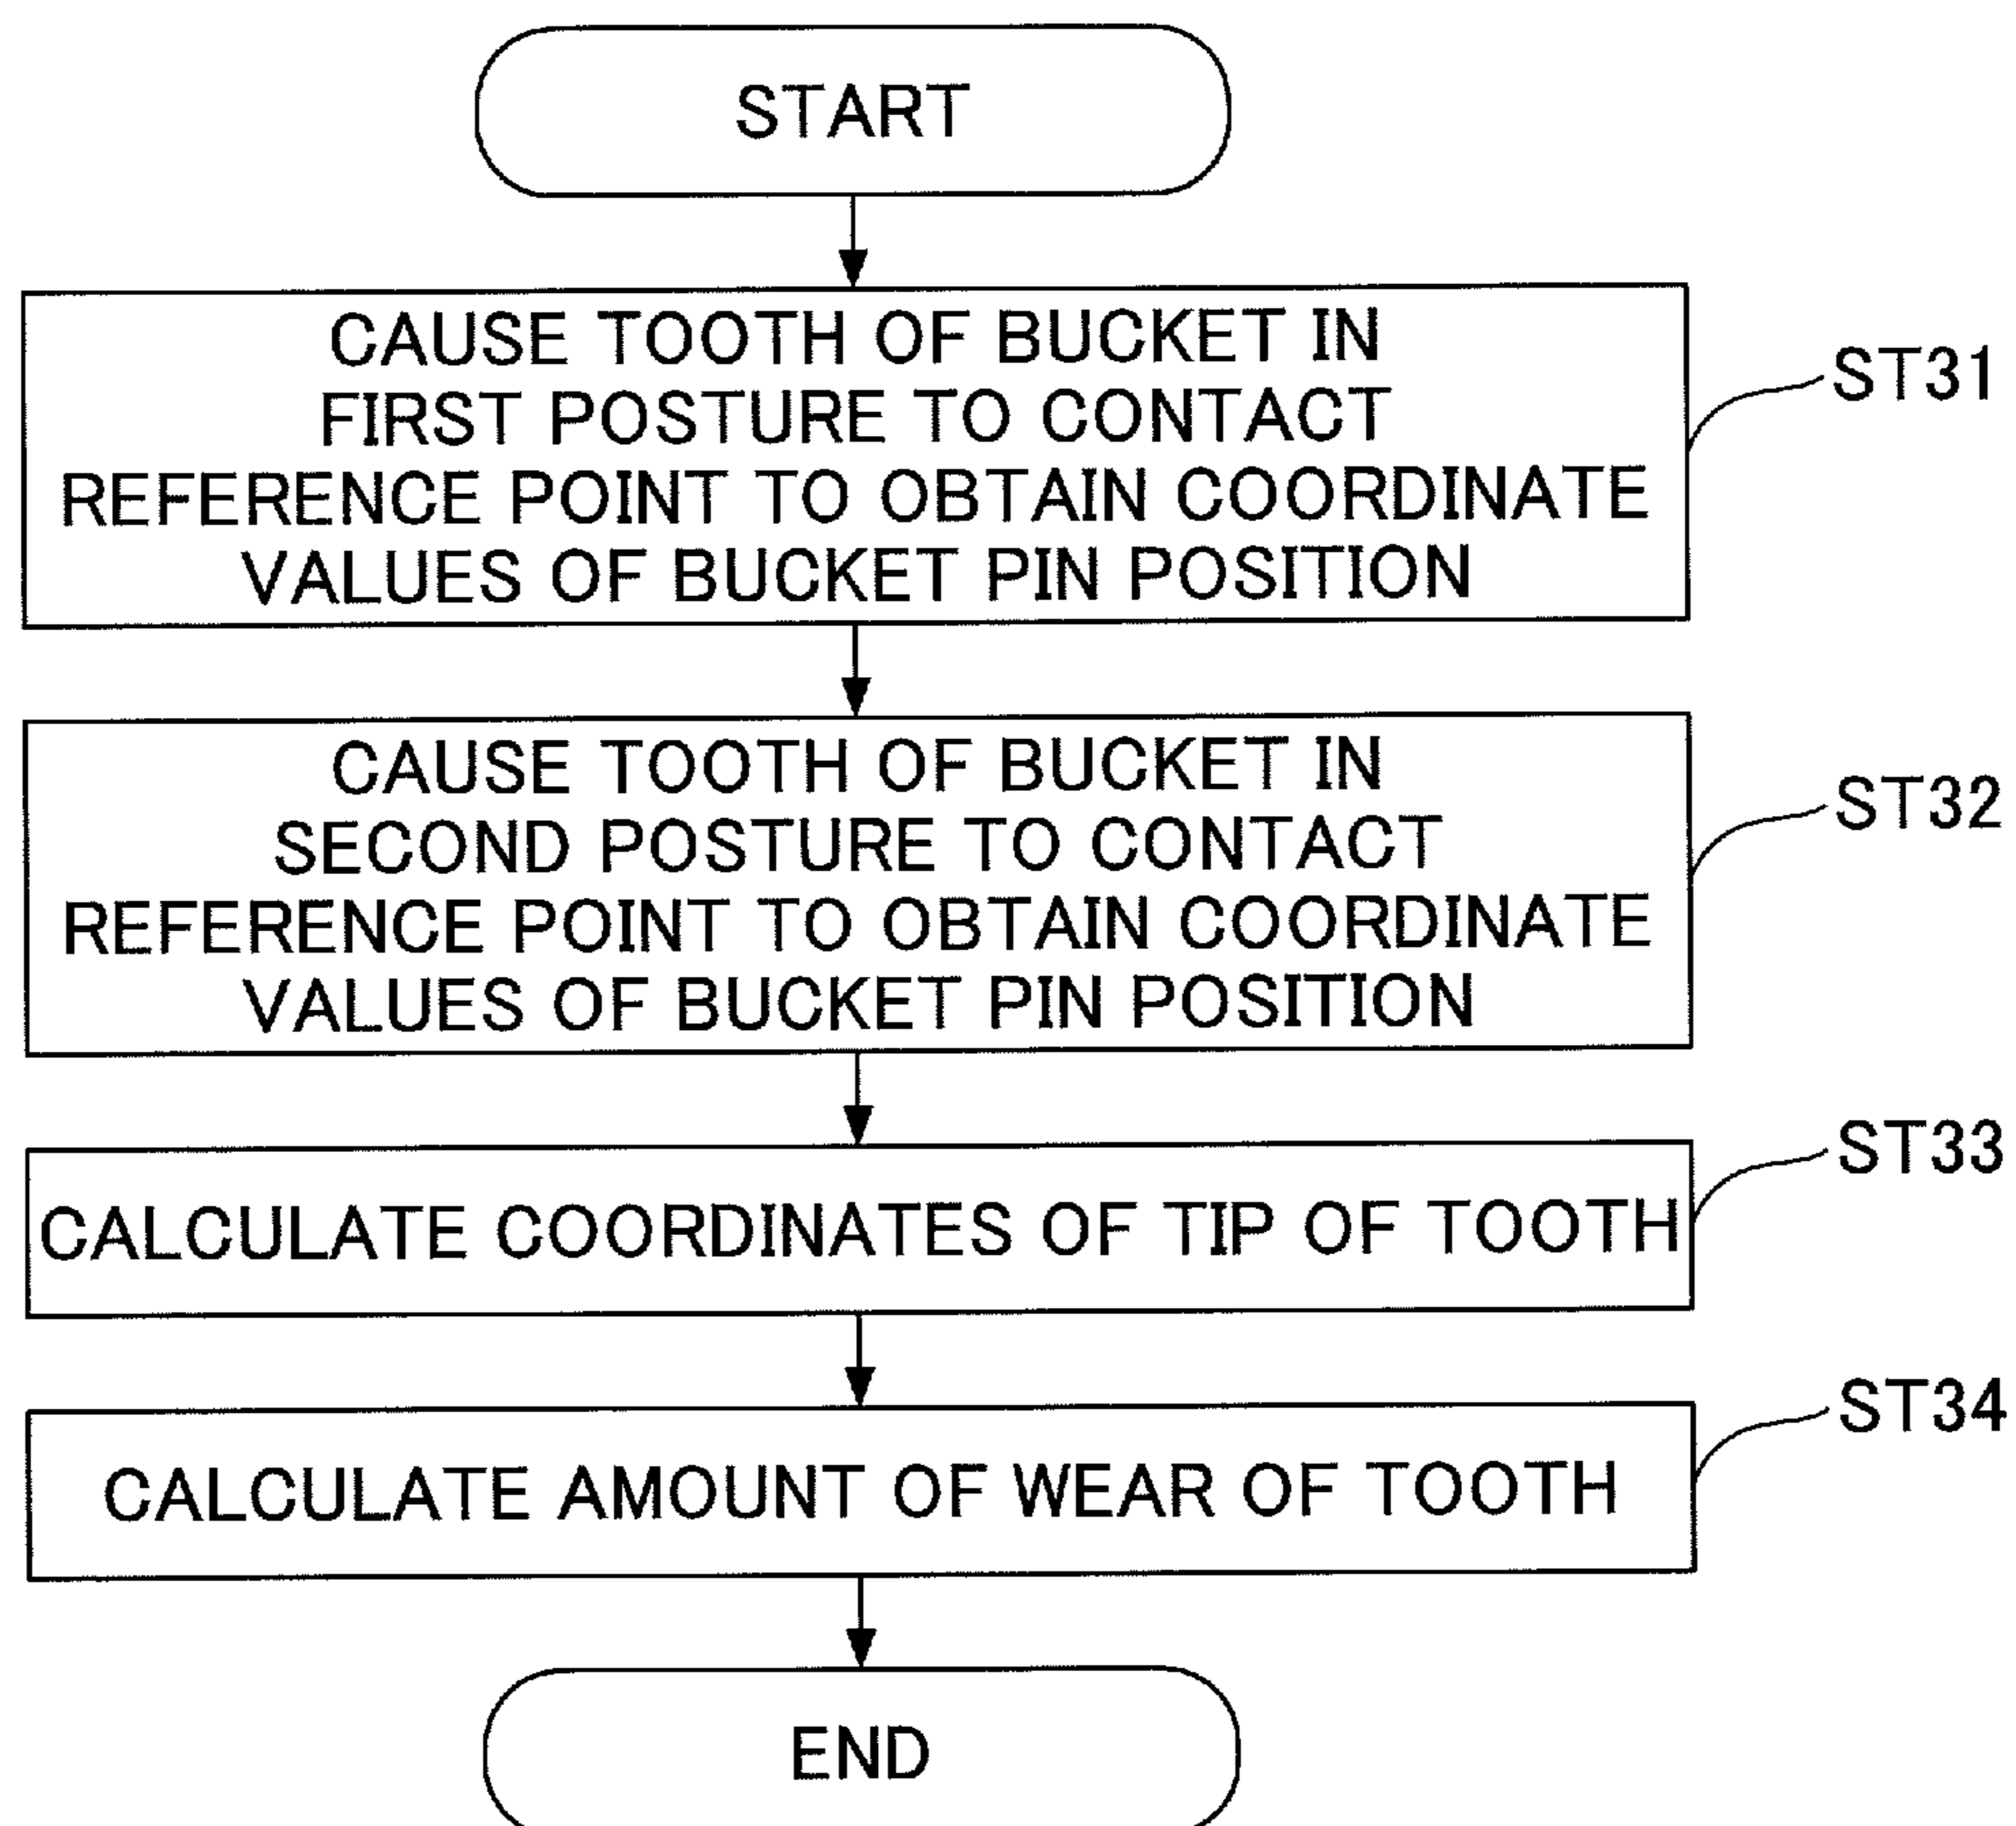 START
CAUSE TOOTH OF BUCKET IN
FIRST POSTURE TO CONTACT
REFERENCE POINT TO OBTAIN COORDINATE
VALUES OF BUCKET PIN POSITION
ST31
CAUSE TOOTH OF BUCKET IN
SECOND POSTURE TO CONTACT
REFERENCE POINT TO OBTAIN COORDINATE
VALUES OF BUCKET PIN POSITION
ST32
CALCULATE COORDINATES OF TIP OF TOOTH
ST33
CALCULATE AMOUNT OF WEAR OF TOOTH
ST34
END